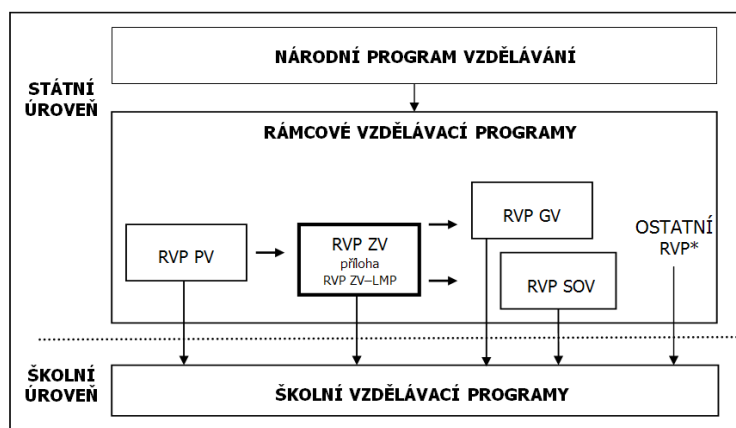 NÁRODNÍ PROGRAM VZDĚLÁVÁNÍ
STÁTNÍ
ÚROVEŇ
RÁMCOVÉ VZDĚLÁVACÍ PROGRAMY
RVP PV
RVP ZV
příloha
RVP ZV–LMP
RVP GV
RVP SOV
OSTATNÍ
RVP*
ŠKOLNÍ
ÚROVEŇ
ŠKOLNÍ VZDĚLÁVACÍ PROGRAMY